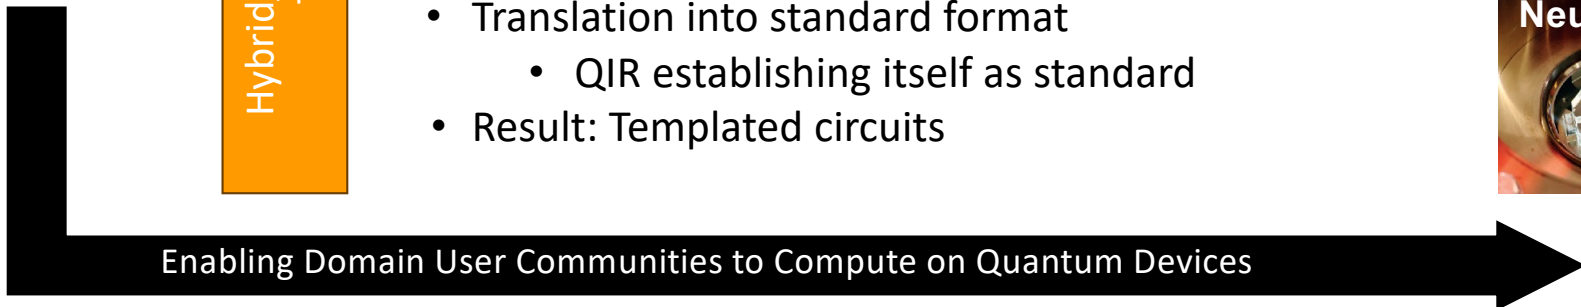 Hybrid
• Translation into standard format
• QIR establishing itself as standard
• Result: Templated circuits
Enabling Domain User Communities to Compute on Quantum Devices